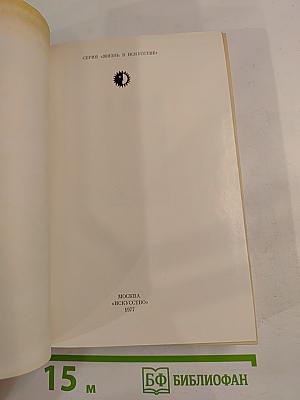 СЕРИЯ «ЖИЗНЬ В ИСКУССТВЕ»
МОСКВА
«ИСКУССТВО»
1977
15 м
БФ БИБЛИОФАН